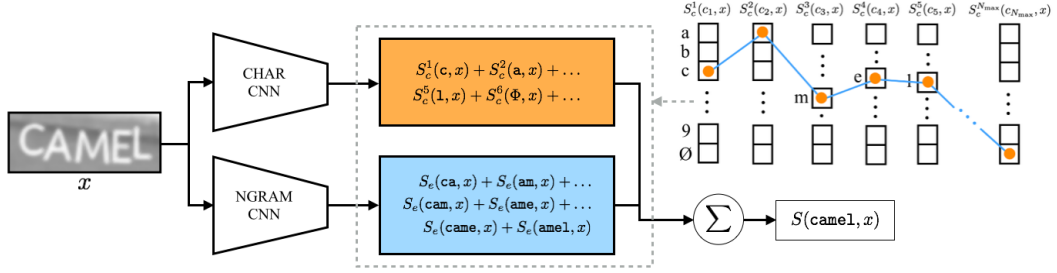 CAMEL
x
CHAR
CNN
NGRAM
CNN
S_c^1(c, x) + S_c^2(a, x) + ...
S_c^5(l, x) + S_c^6(Φ, x) + ...
S_e(ca, x) + S_e(am, x) + ...
S_e(cam, x) + S_e(ame, x) + ...
S_e(came, x) + S_e(amel, x)
S_c^1(c_1, x) S_c^2(c_2, x) S_c^3(c_3, x) S_c^4(c_4, x) S_c^5(c_5, x) S_c^{N_max}(c_{N_max}, x)
a
b
c
e
l
m
9
Ø
∑
S(camel, x)